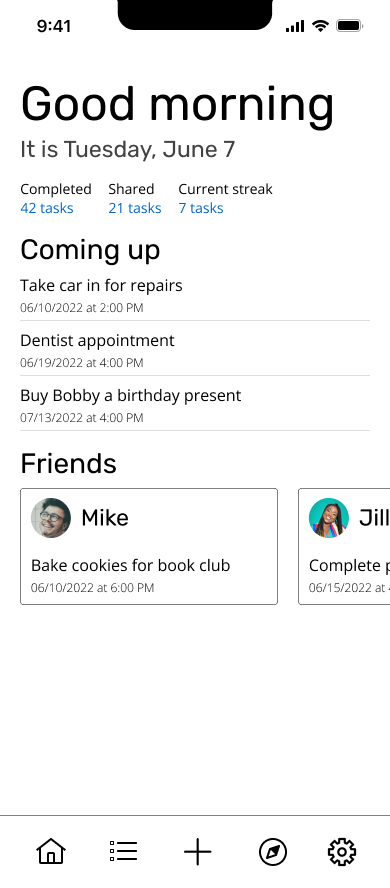 9:41
Good morning
It is Tuesday, June 7
Completed Shared Current streak
42 tasks 21 tasks 7 tasks
Coming up
Take car in for repairs
06/10/2022 at 2:00 PM
Dentist appointment
06/19/2022 at 4:00 PM
Buy Bobby a birthday present
07/13/2022 at 4:00 PM
Friends
Mike
Bake cookies for book club
06/10/2022 at 6:00 PM
Jill
Complete
06/15/2022 at